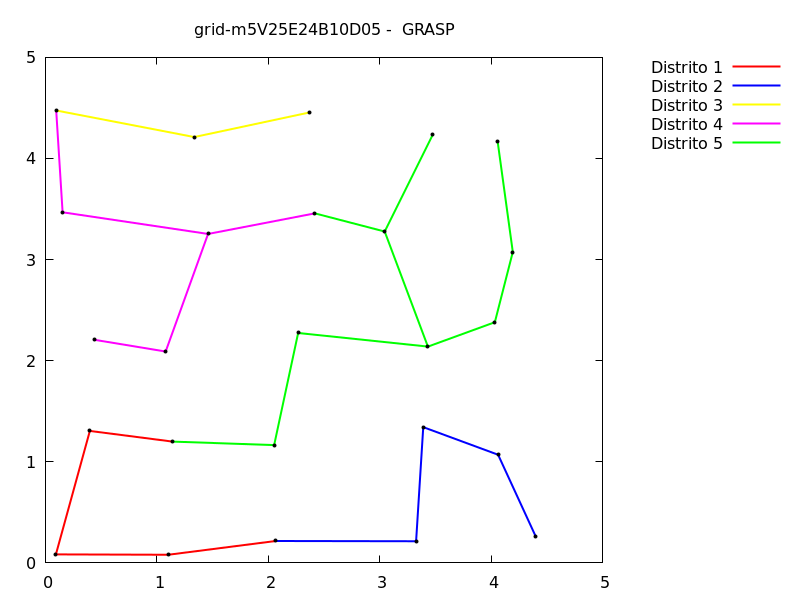 grid-m5V25E24B10D05 -  GRASP
Distrito 1
Distrito 2
Distrito 3
Distrito 4
Distrito 5
5
4
3
2
1
0
0 1 2 3 4 5